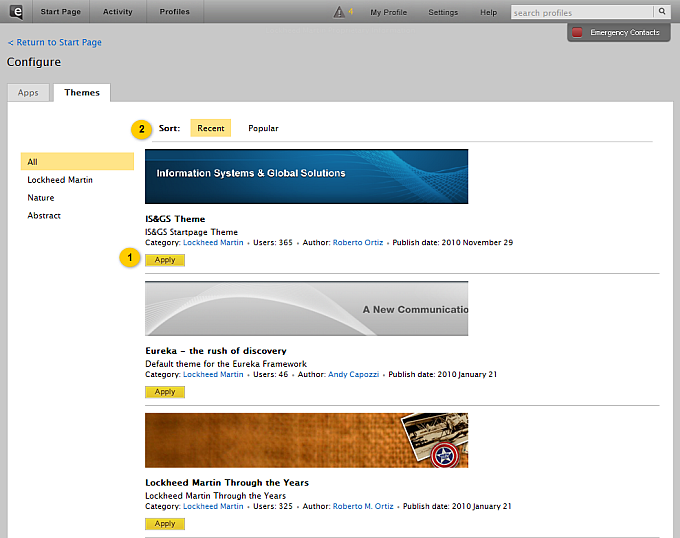 e Start Page Activity Profiles 4 My Profile Settings Help search profiles
Emergency Contacts
< Return to Start Page
Configure
Apps Themes
2 Sort: Recent Popular
All
Lockheed Martin
Nature
Abstract
Information Systems & Global Solutions
IS&GS Theme
IS&GS Startpage Theme
Category: Lockheed Martin • Users: 365 • Author: Roberto Ortiz • Publish date: 2010 November 29
1 Apply
A New Communicatio
Eureka - the rush of discovery
Default theme for the Eureka Framework
Category: Lockheed Martin • Users: 46 • Author: Andy Capozzi • Publish date: 2010 January 21
Apply
Lockheed Martin Through the Years
Lockheed Martin Through the Years
Category: Lockheed Martin • Users: 325 • Author: Roberto M. Ortiz • Publish date: 2010 January 21
Apply